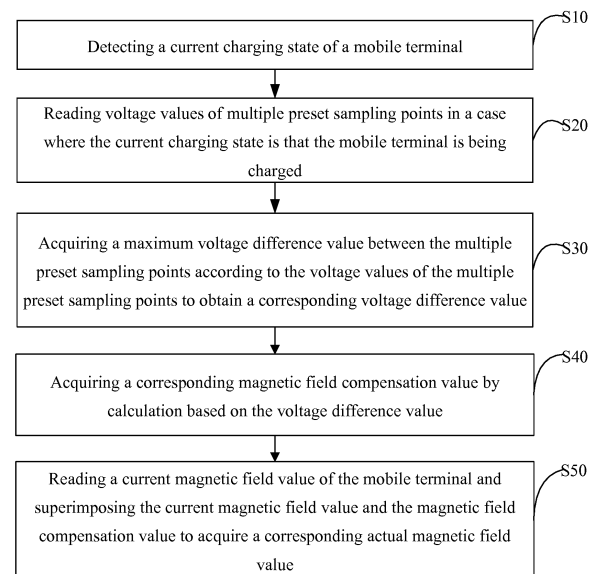 S10
Detecting a current charging state of a mobile terminal
S20
Reading voltage values of multiple preset sampling points in a case
where the current charging state is that the mobile terminal is being
charged
S30
Acquiring a maximum voltage difference value between the multiple
preset sampling points according to the voltage values of the multiple
preset sampling points to obtain a corresponding voltage difference value
S40
Acquiring a corresponding magnetic field compensation value by
calculation based on the voltage difference value
S50
Reading a current magnetic field value of the mobile terminal and
superimposing the current magnetic field value and the magnetic field
compensation value to acquire a corresponding actual magnetic field
value